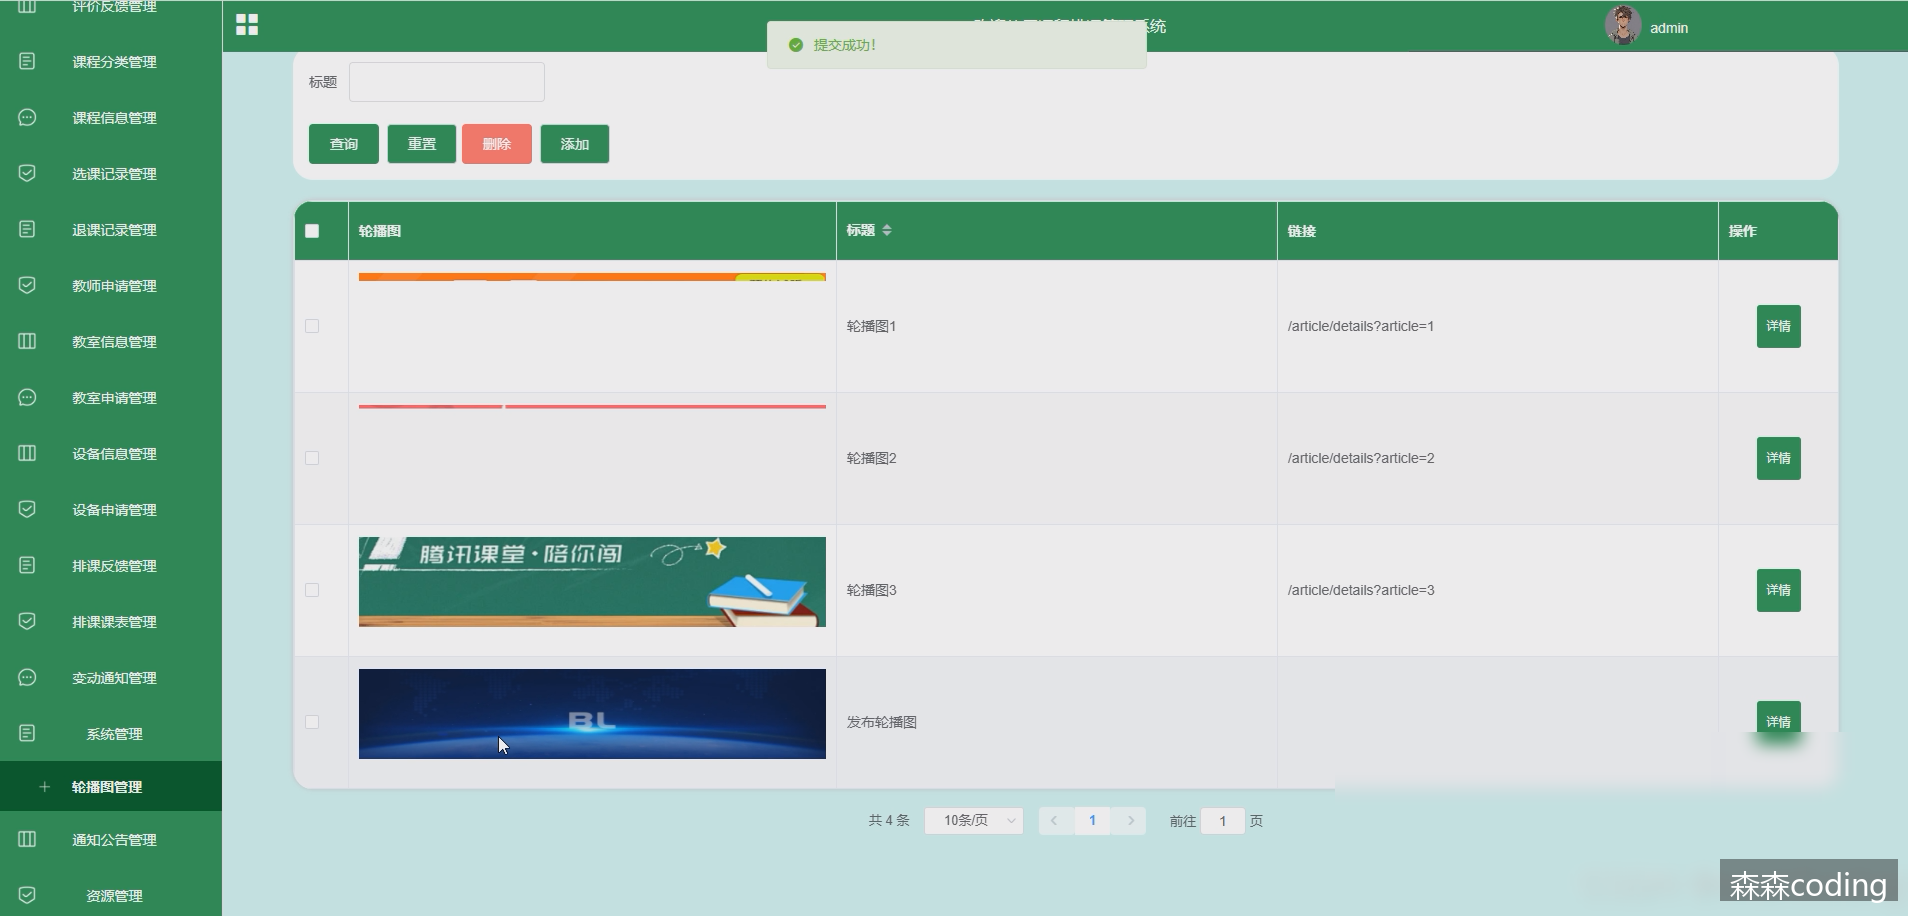 评价反馈管理
课程分类管理
课程信息管理
选课记录管理
退课记录管理
教师申请管理
教室信息管理
教室申请管理
设备信息管理
设备申请管理
排课反馈管理
排课课表管理
变动通知管理
系统管理
轮播图管理
通知公告管理
资源管理
系统
提交成功!
admin
标题
查询 重置 删除 添加
轮播图 标题 链接 操作
轮播图1 /article/details?article=1 详情
轮播图2 /article/details?article=2 详情
腾讯课堂·陪你闯
轮播图3 /article/details?article=3 详情
BL
发布轮播图 详情
共 4 条 10条/页 1 前往 1 页
森森coding